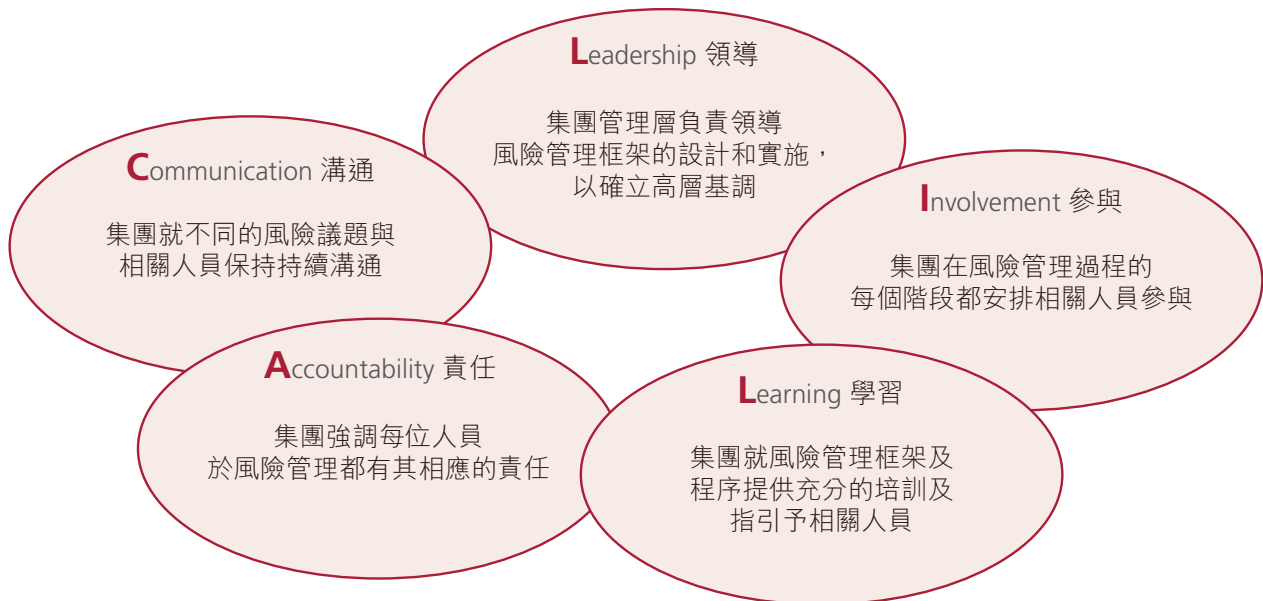 Leadership 領導
集團管理層負責領導
風險管理框架的設計和實施，
以確立高層基調
Communication 溝通
集團就不同的風險議題與
相關人員保持持續溝通
Involvement 參與
集團在風險管理過程的
每個階段都安排相關人員參與
Accountability 責任
集團強調每位人員
於風險管理都有其相應的責任
Learning 學習
集團就風險管理框架及
程序提供充分的培訓及
指引予相關人員